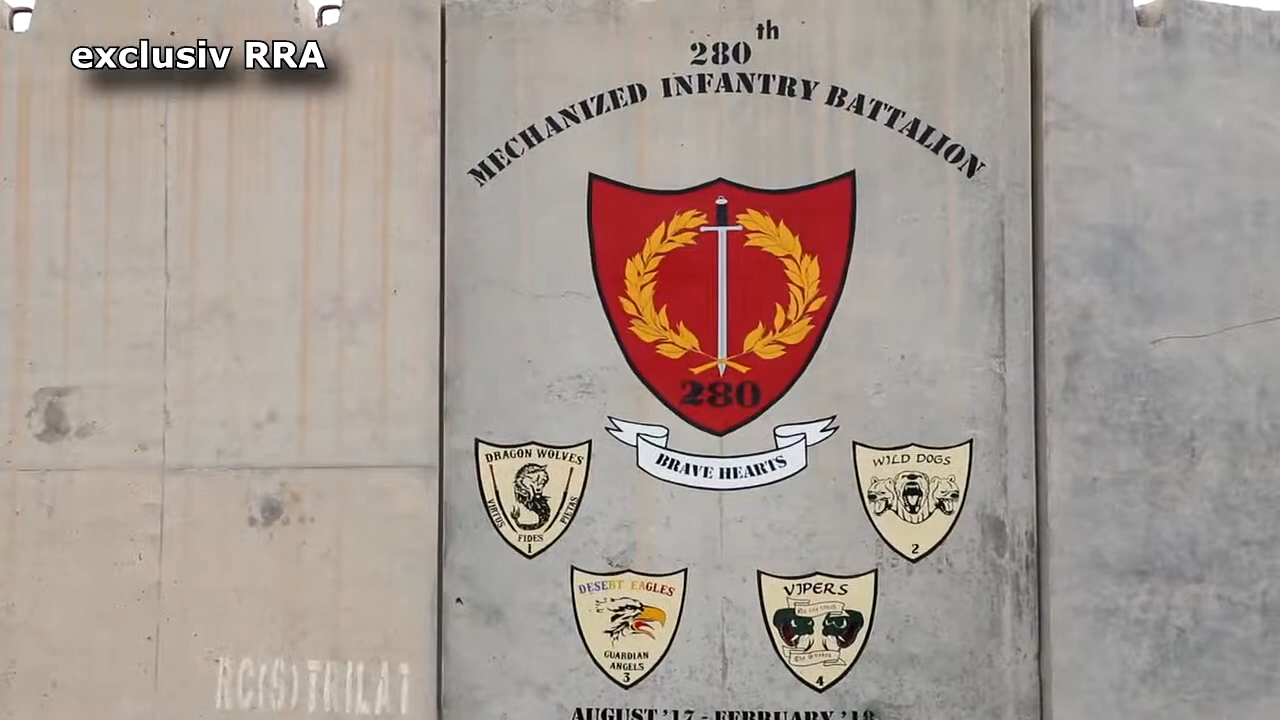 exclusiv RRA
280th
MECHANIZED INFANTRY BATTALION
280
BRAVE HEARTS
DRAGON WOLVES
VIRTUS
PIETAS
FIDES
1
WILD DOGS
2
DESERT EAGLES
GUARDIAN
ANGELS
3
VIPERS
4
RC(S) TRILAT
AUGUST '17 - FEBRUARY '18